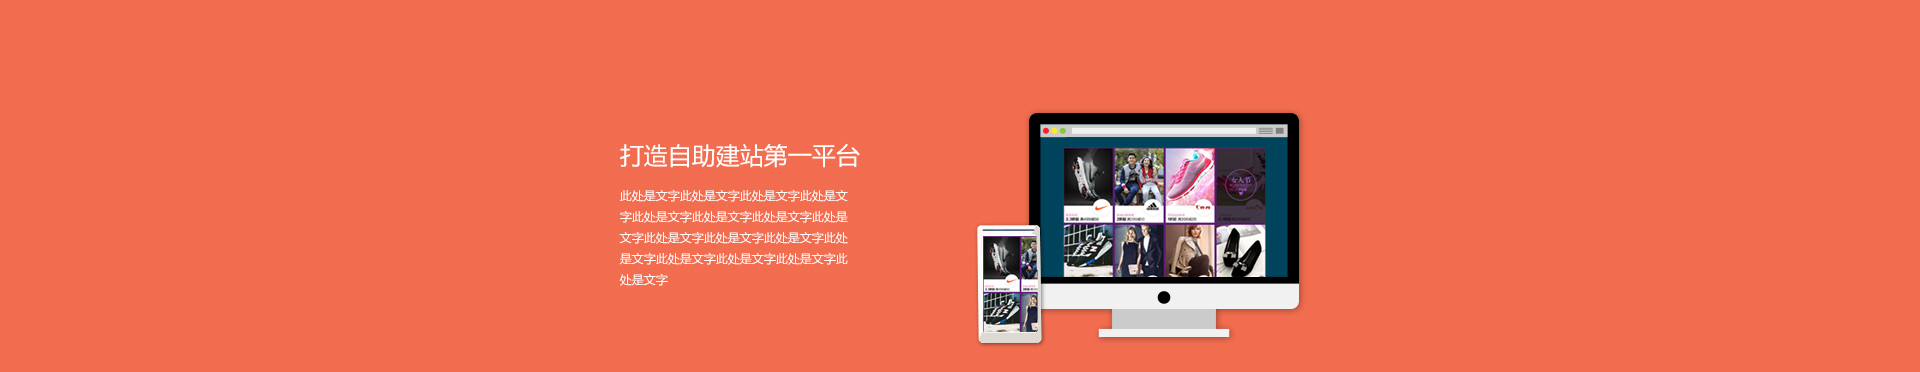 打造自助建站第一平台
此处是文字此处是文字此处是文字此处是文
字此处是文字此处是文字此处是文字此处是
文字此处是文字此处是文字此处是文字此处
是文字此处是文字此处是文字此处是文字此
处是文字
女人节